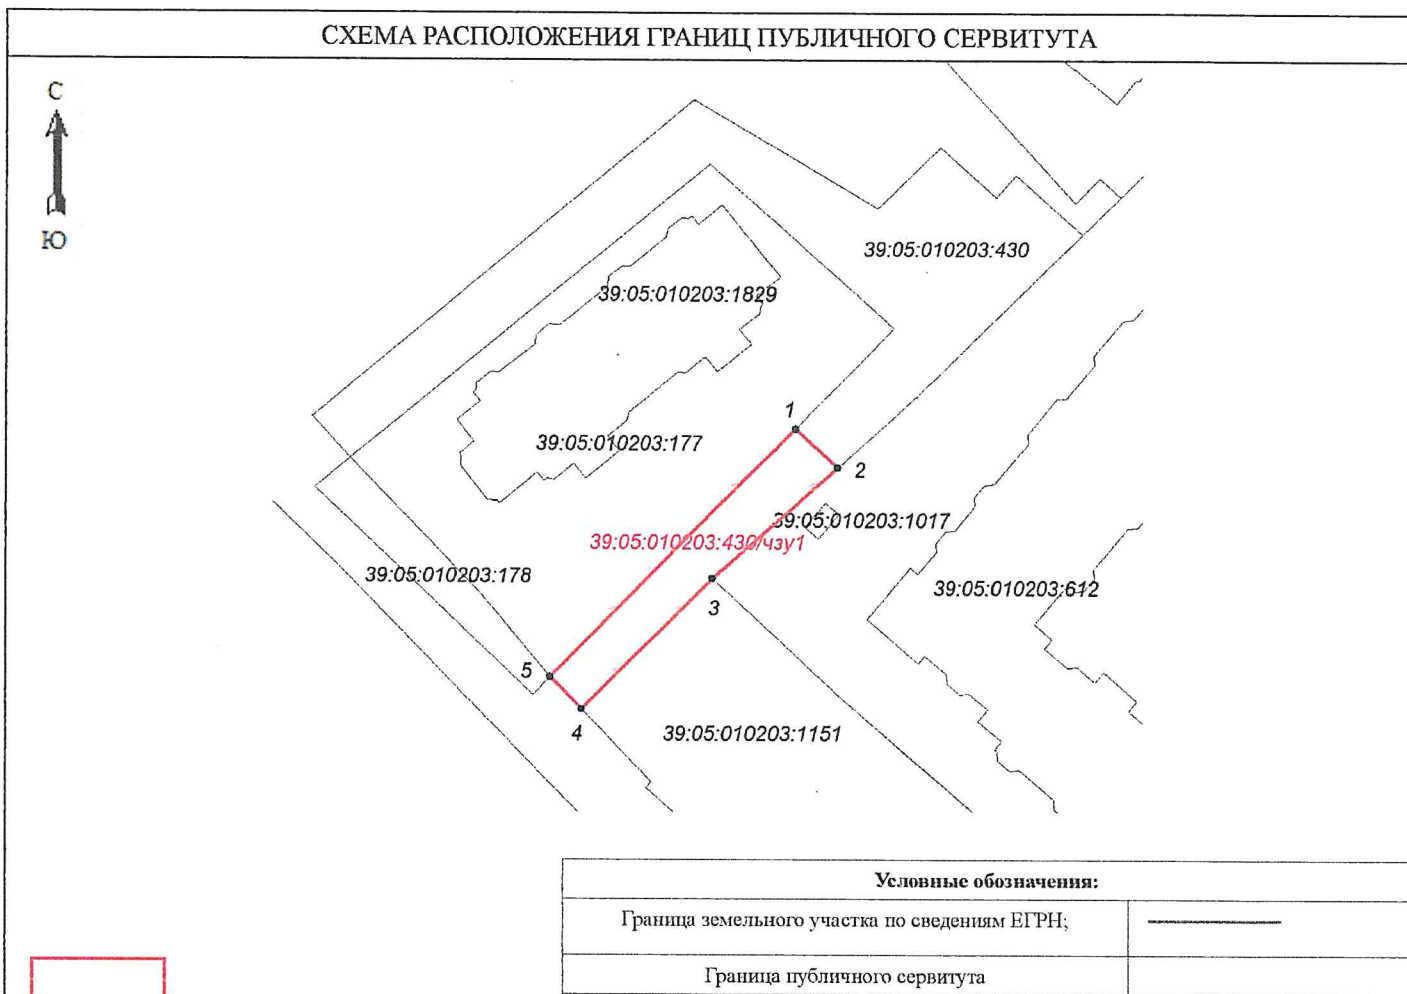 СХЕМА РАСПОЛОЖЕНИЯ ГРАНИЦ ПУБЛИЧНОГО СЕРВИТУТА
С
Ю
39:05:010203:430
39:05:010203:1829
1
39:05:010203:177
2
39:05:010203:1017
39:05:010203:430/чзу1
39:05:010203:178
39:05:010203:612
3
5
4
39:05:010203:1151
Условные обозначения:
Граница земельного участка по сведениям ЕГРН;
Граница публичного сервитута